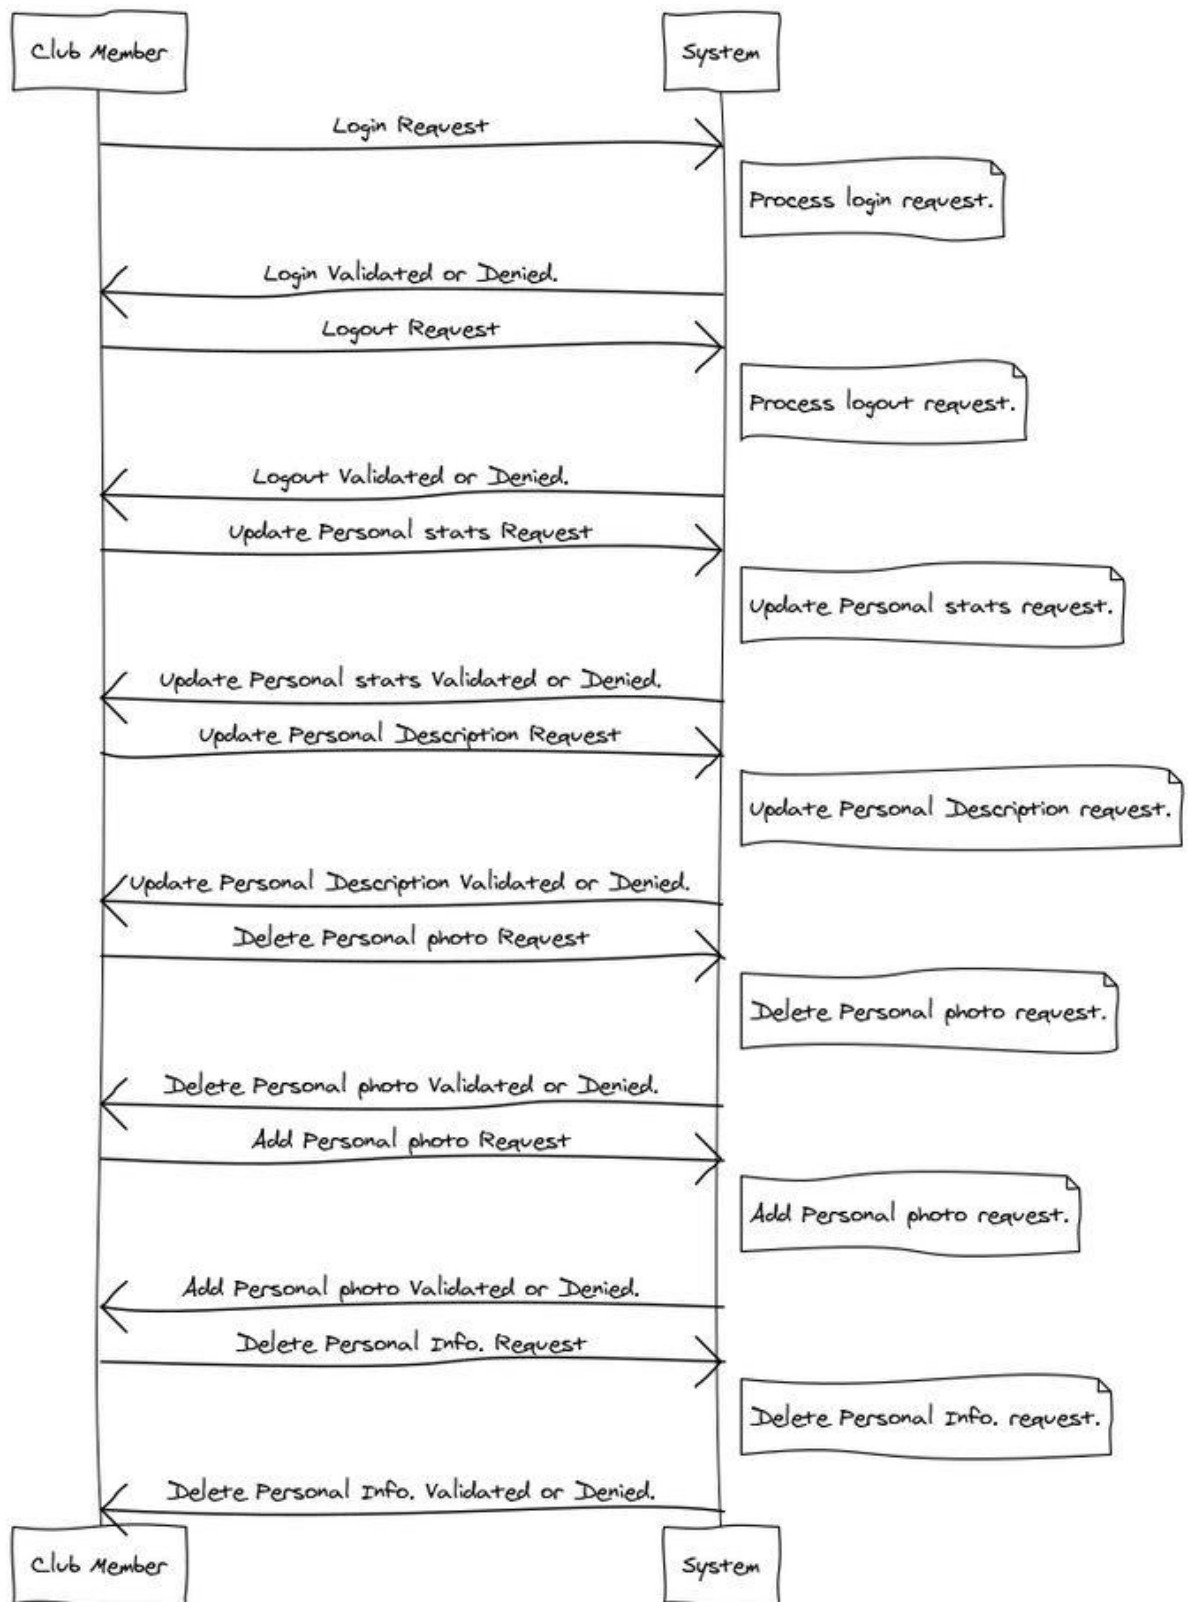 Club Member
System
Login Request
Process login request.
Login Validated or Denied.
Logout Request
Process logout request.
Logout Validated or Denied.
Update Personal stats Request
Update Personal stats request.
Update Personal stats Validated or Denied.
Update Personal Description Request
Update Personal Description request.
Update Personal Description Validated or Denied.
Delete Personal photo Request
Delete Personal photo request.
Delete Personal photo Validated or Denied.
Add Personal photo Request
Add Personal photo request.
Add Personal photo Validated or Denied.
Delete Personal Info. Request
Delete Personal Info. request.
Delete Personal Info. Validated or Denied.
Club Member
System